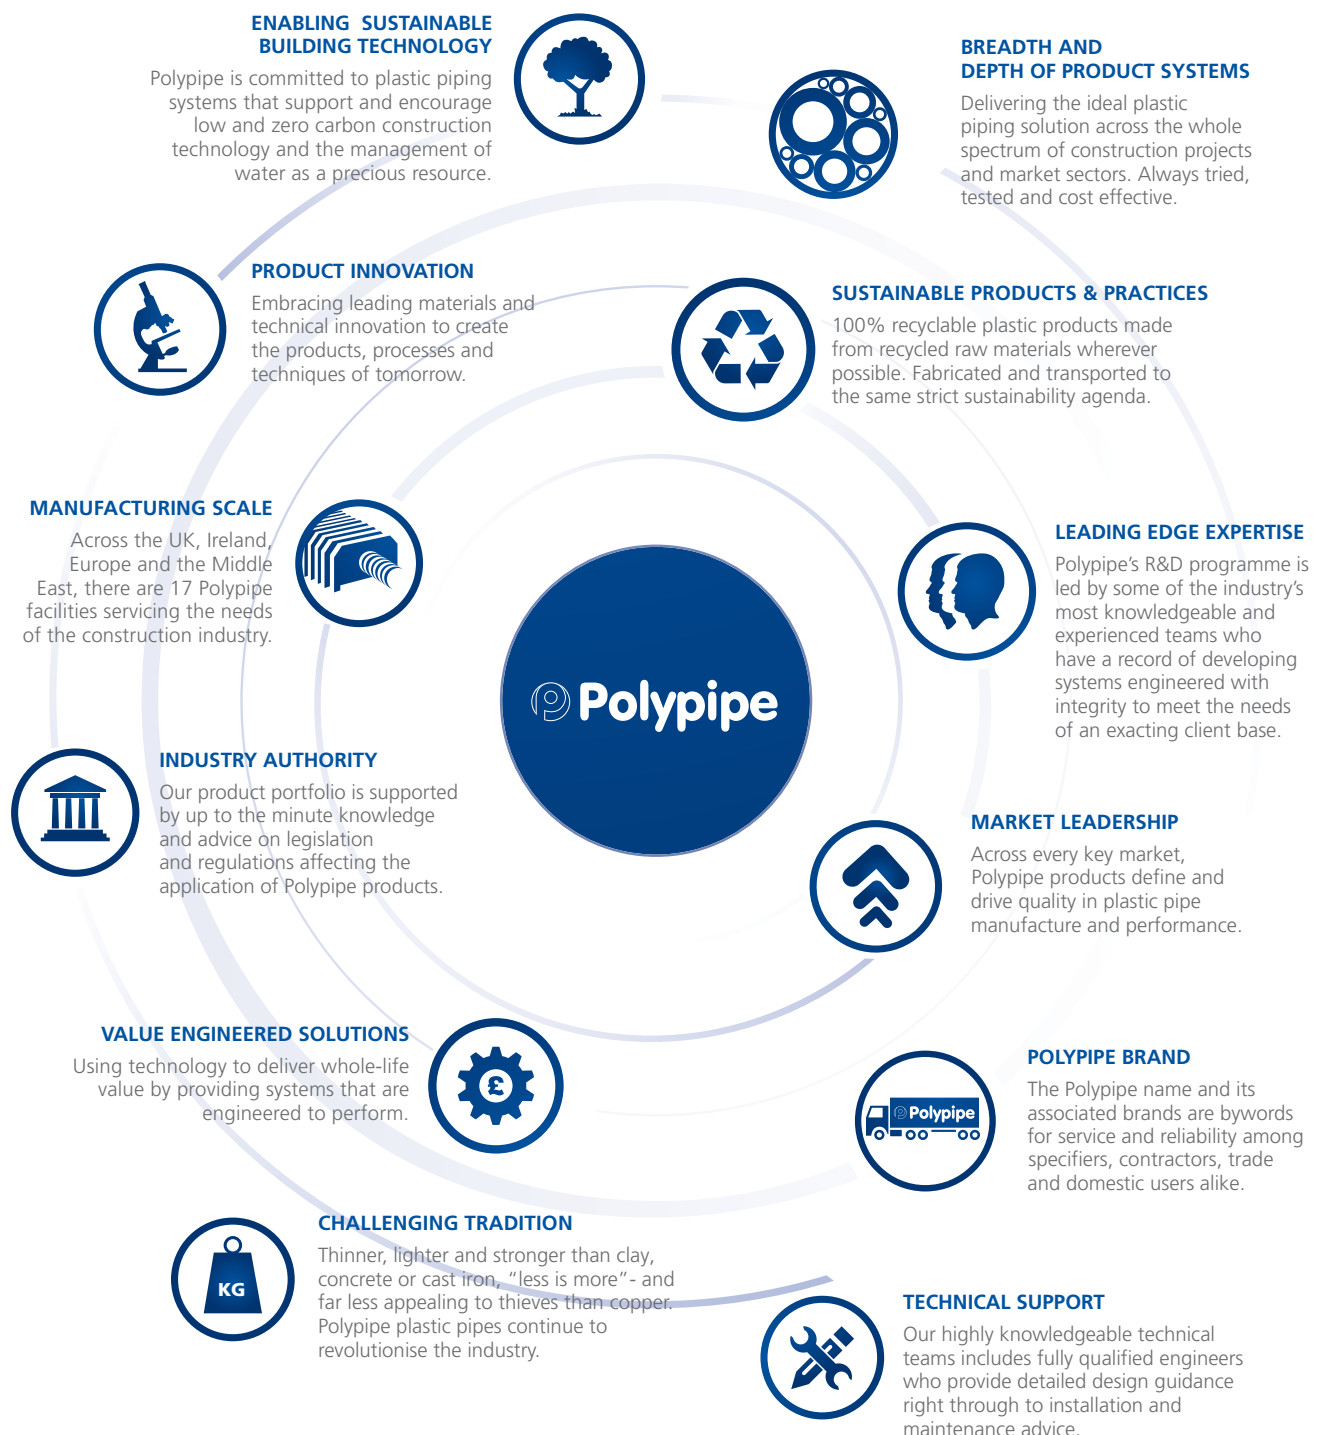 ENABLING SUSTAINABLE
BUILDING TECHNOLOGY
Polypipe is committed to plastic piping
systems that support and encourage
low and zero carbon construction
technology and the management of
water as a precious resource.
BREADTH AND
DEPTH OF PRODUCT SYSTEMS
Delivering the ideal plastic
piping solution across the whole
spectrum of construction projects
and market sectors. Always tried,
tested and cost effective.
PRODUCT INNOVATION
Embracing leading materials and
technical innovation to create
the products, processes and
techniques of tomorrow.
SUSTAINABLE PRODUCTS & PRACTICES
100% recyclable plastic products made
from recycled raw materials wherever
possible. Fabricated and transported to
the same strict sustainability agenda.
MANUFACTURING SCALE
Across the UK, Ireland,
Europe and the Middle
East, there are 17 Polypipe
facilities servicing the needs
of the construction industry.
LEADING EDGE EXPERTISE
Polypipe’s R&D programme is
led by some of the industry’s
most knowledgeable and
experienced teams who
have a record of developing
systems engineered with
integrity to meet the needs
of an exacting client base.
Polypipe
INDUSTRY AUTHORITY
Our product portfolio is supported
by up to the minute knowledge
and advice on legislation
and regulations affecting the
application of Polypipe products.
MARKET LEADERSHIP
Across every key market,
Polypipe products define and
drive quality in plastic pipe
manufacture and performance.
VALUE ENGINEERED SOLUTIONS
Using technology to deliver whole-life
value by providing systems that are
engineered to perform.
£
POLYPIPE BRAND
The Polypipe name and its
associated brands are bywords
for service and reliability among
specifiers, contractors, trade
and domestic users alike.
Polypipe
CHALLENGING TRADITION
Thinner, lighter and stronger than clay,
concrete or cast iron, “less is more”- and
far less appealing to thieves than copper.
Polypipe plastic pipes continue to
revolutionise the industry.
KG
TECHNICAL SUPPORT
Our highly knowledgeable technical
teams includes fully qualified engineers
who provide detailed design guidance
right through to installation and
maintenance advice.